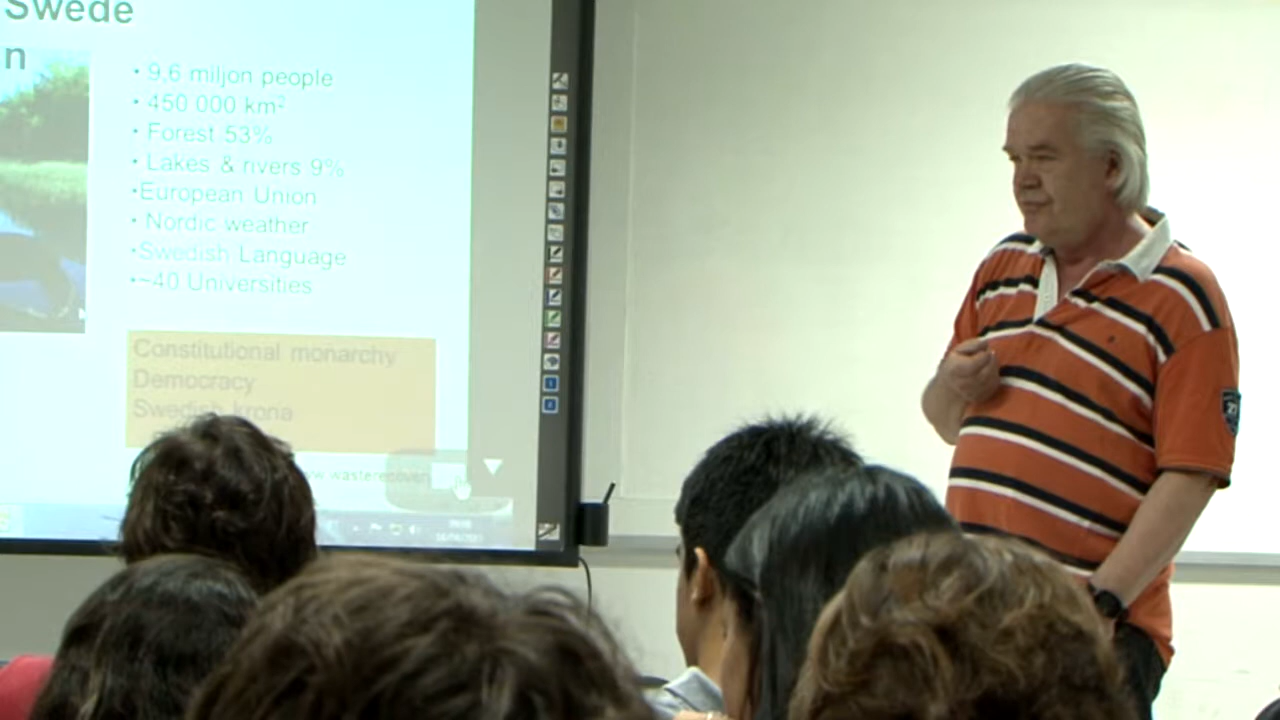 Swede
n
• 9,6 miljon people
• 450 000 km²
• Forest 53%
• Lakes & rivers 9%
•European Union
• Nordic weather
•Swedish Language
•~40 Universities
Constitutional monarchy
Democracy
Swedish krona